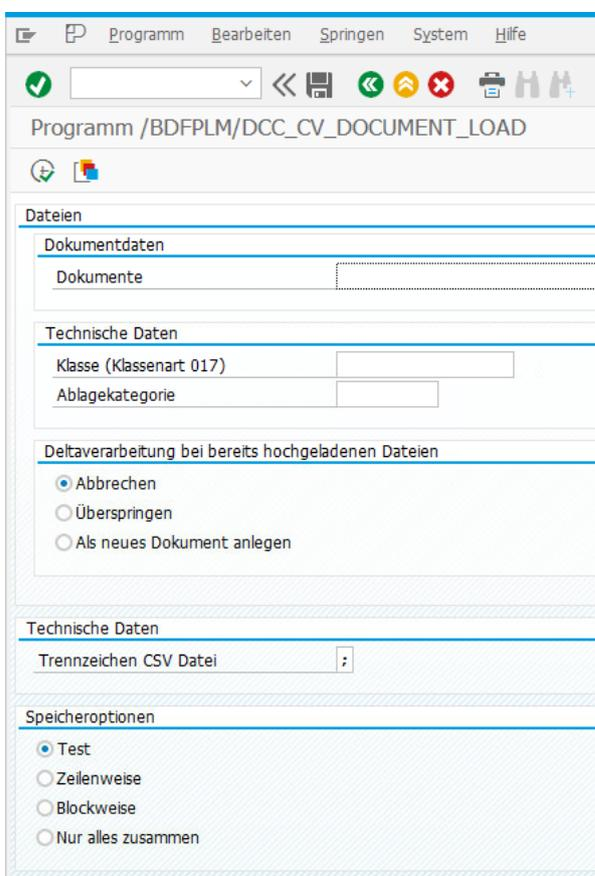 Programm Bearbeiten Springen System Hilfe
Programm /BDFPLM/DCC_CV_DOCUMENT_LOAD
Dateien
Dokumentdaten
Dokumente
Technische Daten
Klasse (Klassenart 017)
Ablagekategorie
Deltaverarbeitung bei bereits hochgeladenen Dateien
Abbrechen
Überspringen
Als neues Dokument anlegen
Technische Daten
Trennzeichen CSV Datei ;
Speicheroptionen
Test
Zeilenweise
Blockweise
Nur alles zusammen